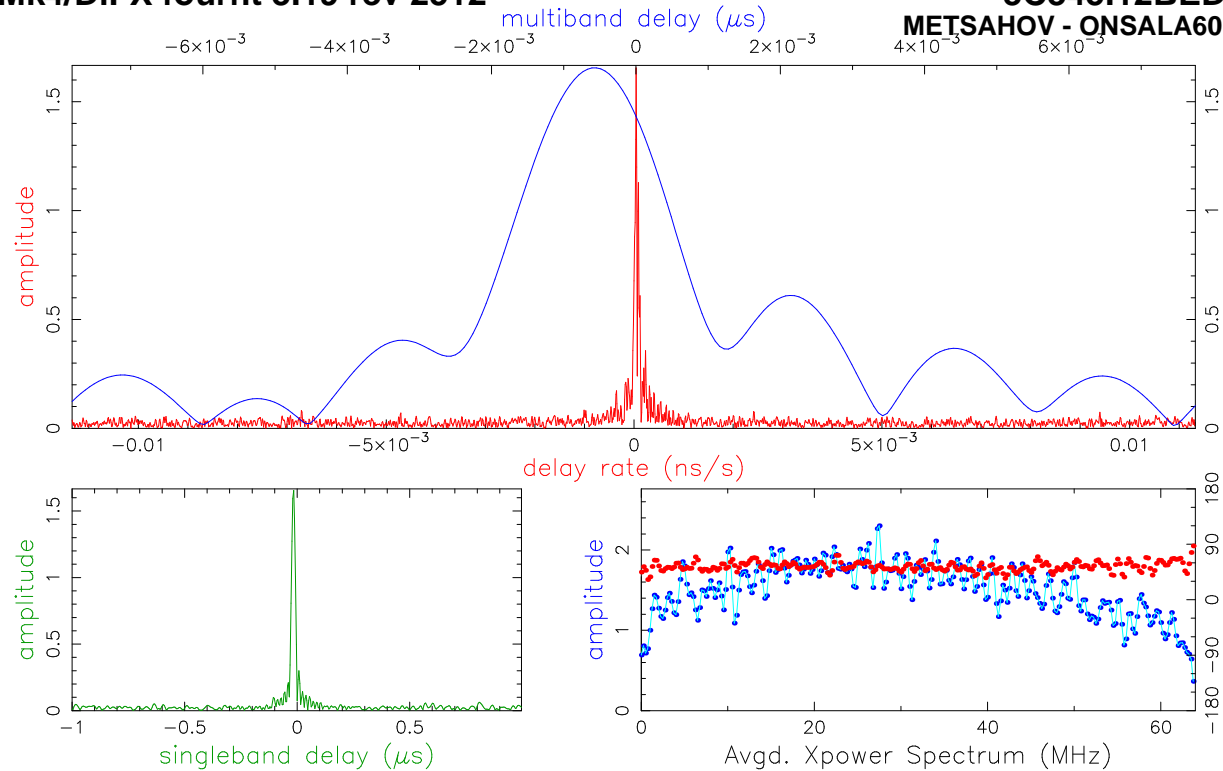 multiband delay (μs)
METSAHOV - ONSALA60
−6×10⁻³ −4×10⁻³ −2×10⁻³ 0 2×10⁻³ 4×10⁻³ 6×10⁻³
amplitude
0 0.5 1 1.5
0 0.5 1 1.5
−0.01 −5×10⁻³ 0 5×10⁻³ 0.01
delay rate (ns/s)
amplitude
0 0.5 1 1.5
−1 −0.5 0 0.5
singleband delay (μs)
amplitude
0 1 2
−180 −90 0 90 180
0 20 40 60
Avgd. Xpower Spectrum (MHz)